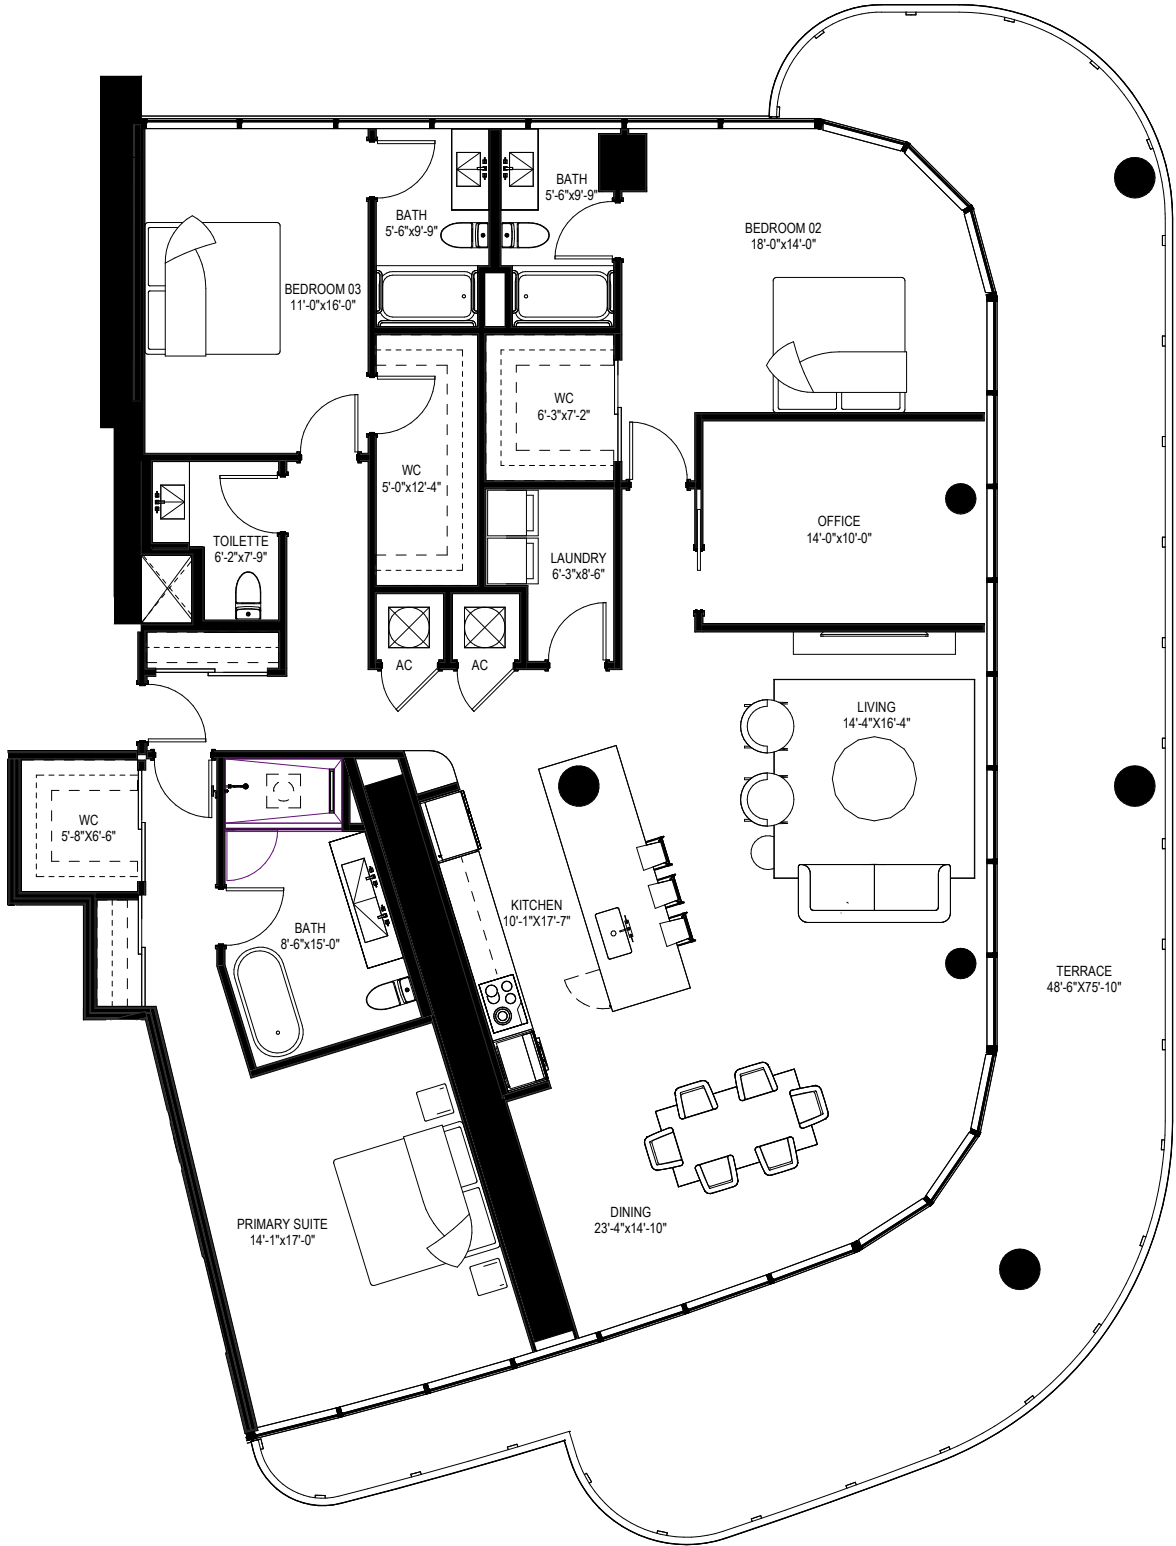 BATH
5'-6"x9'-9"
BATH
5'-6"x9'-9"
BEDROOM 02
18'-0"x14'-0"
BEDROOM 03
11'-0"x16'-0"
WC
6'-3"x7'-2"
WC
5'-0"x12'-4"
OFFICE
14'-0"x10'-0"
TOILETTE
6'-2"x7'-9"
LAUNDRY
6'-3"x8'-6"
AC
AC
LIVING
14'-4"X16'-4"
WC
5'-8"X6'-6"
KITCHEN
10'-1"X17'-7"
BATH
8'-6"x15'-0"
TERRACE
48'-6"X75'-10"
DINING
23'-4"x14'-10"
PRIMARY SUITE
14'-1"x17'-0"